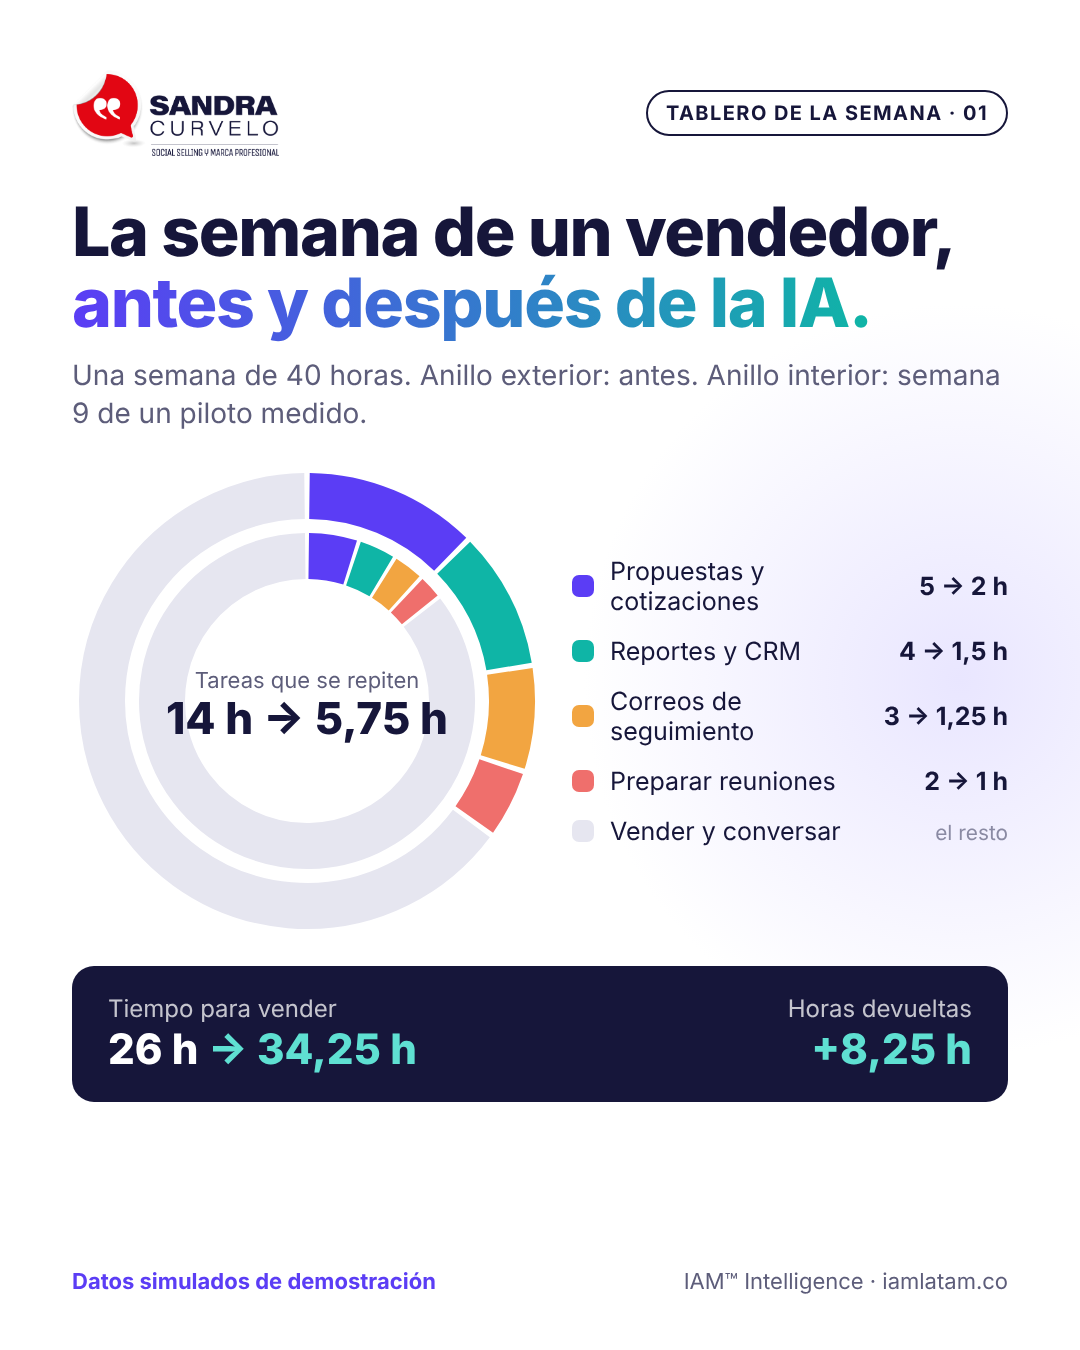 SANDRA
CURVELO
SOCIAL SELLING Y MARCA PROFESIONAL
TABLERO DE LA SEMANA · 01
La semana de un vendedor,
antes y después de la IA.
Una semana de 40 horas. Anillo exterior: antes. Anillo interior: semana
9 de un piloto medido.
Tareas que se repiten
14 h → 5,75 h
Propuestas y
cotizaciones
5 → 2 h
Reportes y CRM
4 → 1,5 h
Correos de
seguimiento
3 → 1,25 h
Preparar reuniones
2 → 1 h
Vender y conversar
el resto
Tiempo para vender
26 h → 34,25 h
Horas devueltas
+8,25 h
Datos simulados de demostración
IAM™ Intelligence · iamlatam.co